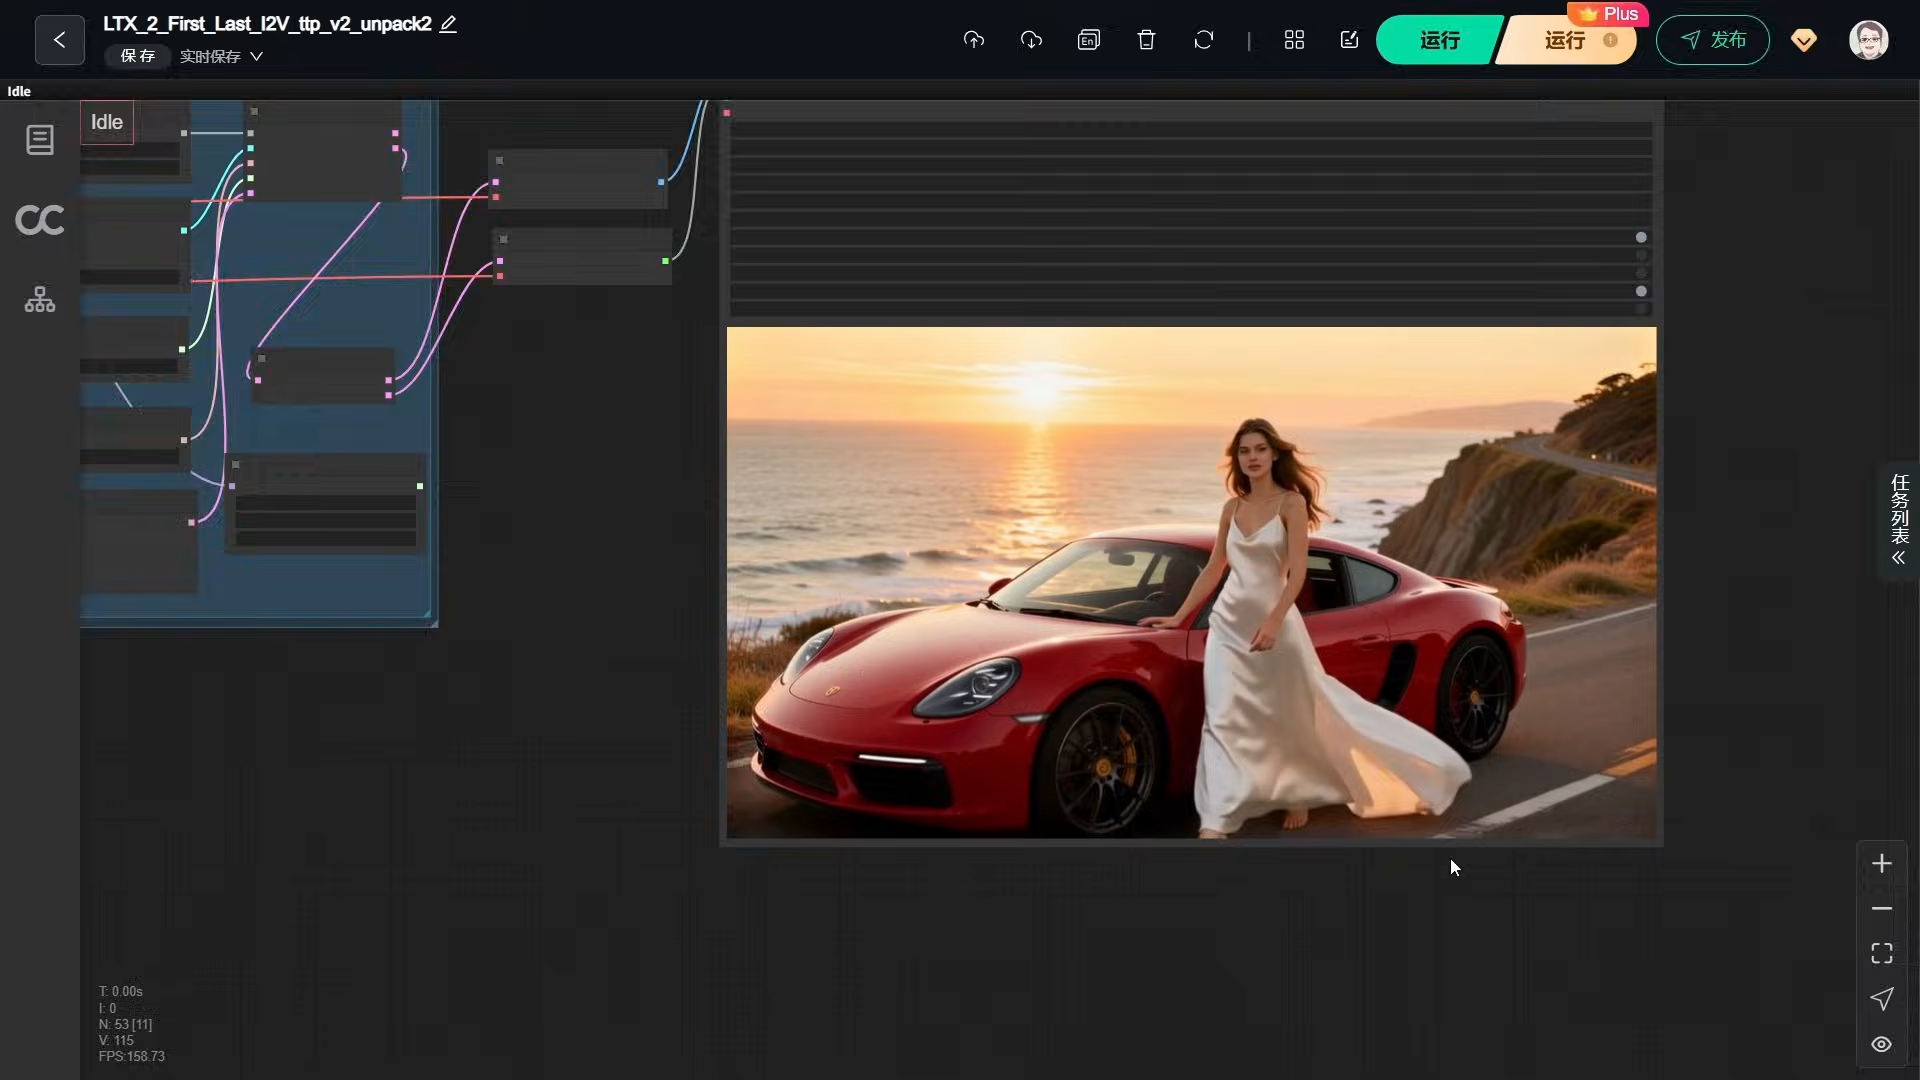 LTX_2_First_Last_I2V_ttp_v2_unpack2
保存
实时保存
En
运行
运行
Plus
发布
Idle
Idle
任务列表
T: 0.00s
I: 0
N: 53 [11]
V: 115
FPS:158.73